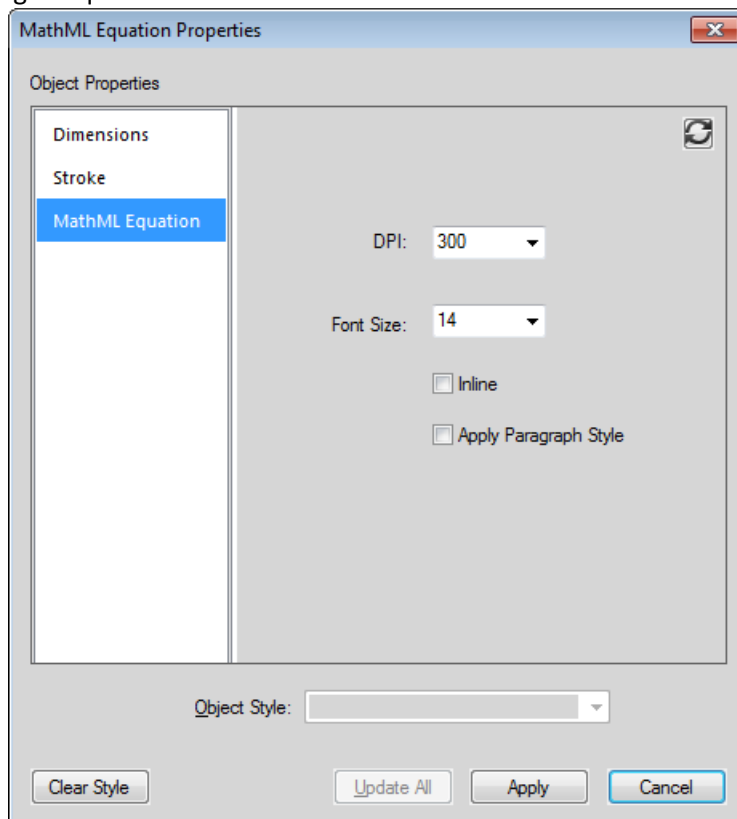 MathML Equation Properties
Object Properties
Dimensions
Stroke
MathML Equation
DPI: 300
Font Size: 14
Inline
Apply Paragraph Style
Object Style:
Clear Style Update All Apply Cancel